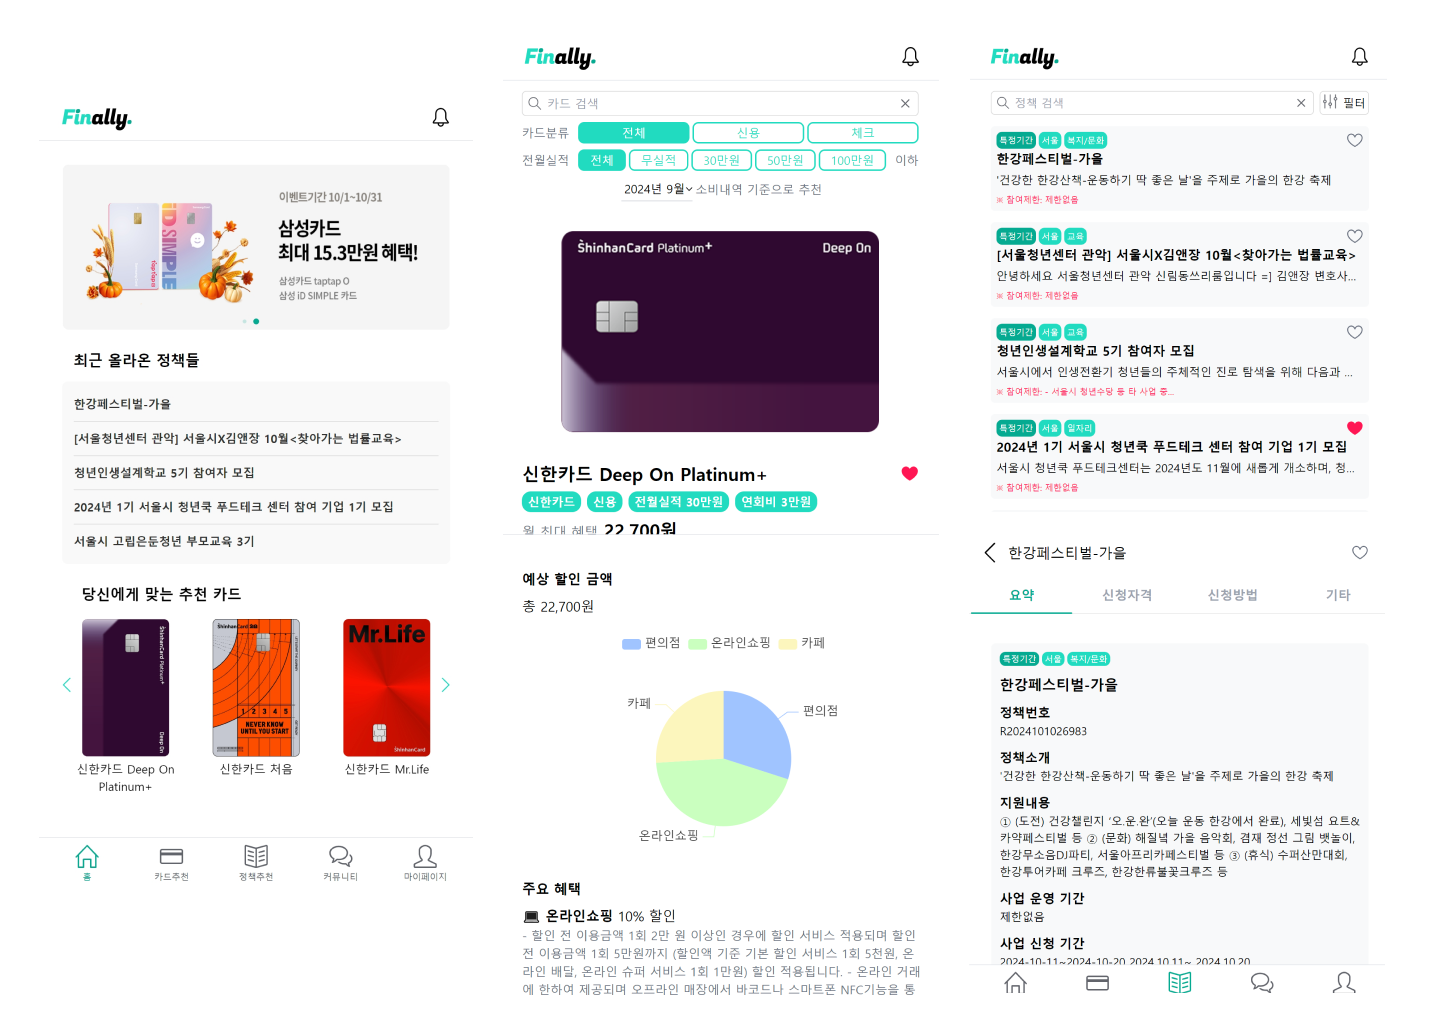 Finally.
이벤트기간 10/1~10/31
삼성카드
최대 15.3만원 혜택!
삼성카드 taptap O
삼성 iD SIMPLE 카드
최근 올라온 정책들
한강페스티벌-가을
[서울청년센터 관악] 서울시X김앤장 10월<찾아가는 법률교육>
청년인생설계학교 5기 참여자 모집
2024년 1기 서울시 청년쿡 푸드테크 센터 참여 기업 1기 모집
서울시 고립은둔청년 부모교육 3기
당신에게 맞는 추천 카드
ShinhanCard Platinum+
Deep On
ShinhanCard
1 2 3 4 5
NEVER KNOW
UNTIL YOU START
Mr.Life
ShinhanCard
신한카드 Deep On
Platinum+
신한카드 처음
신한카드 Mr.Life
홈
카드추천
정책추천
커뮤니티
마이페이지
Finally.
카드 검색
카드분류 전체 신용 체크
전월실적 전체 무실적 30만원 50만원 100만원 이하
2024년 9월 소비내역 기준으로 추천
ShinhanCard Platinum+ Deep On
신한카드 Deep On Platinum+
신한카드 신용 전월실적 30만원 연회비 3만원
월 최대 혜택 22,700원
예상 할인 금액
총 22,700원
편의점 온라인쇼핑 카페
카페
편의점
온라인쇼핑
주요 혜택
온라인쇼핑 10% 할인
- 할인 전 이용금액 1회 2만 원 이상인 경우에 할인 서비스 적용되며 할인
전 이용금액 1회 5만원까지 (할인액 기준 기본 할인 서비스 1회 5천원, 온
라인 배달, 온라인 슈퍼 서비스 1회 1만원) 할인 적용됩니다. - 온라인 거래
에 한하여 제공되며 오프라인 매장에서 바코드나 스마트폰 NFC기능을 통
Finally.
정책 검색
필터
특정기간 서울 복지/문화
한강페스티벌-가을
'건강한 한강산책-운동하기 딱 좋은 날'을 주제로 가을의 한강 축제
※ 참여제한: 제한없음
특정기간 서울 교육
[서울청년센터 관악] 서울시X김앤장 10월<찾아가는 법률교육>
안녕하세요 서울청년센터 관악 신림동쓰리룸입니다 =] 김앤장 변호사...
※ 참여제한: 제한없음
특정기간 서울 교육
청년인생설계학교 5기 참여자 모집
서울시에서 인생전환기 청년들의 주체적인 진로 탐색을 위해 다음과 ...
※ 참여제한: - 서울시 청년수당 등 타 사업 중...
특정기간 서울 일자리
2024년 1기 서울시 청년쿡 푸드테크 센터 참여 기업 1기 모집
서울시 청년쿡 푸드테크센터는 2024년도 11월에 새롭게 개소하며, 청...
※ 참여제한: 제한없음
한강페스티벌-가을
요약 신청자격 신청방법 기타
특정기간 서울 복지/문화
한강페스티벌-가을
정책번호
R2024101026983
정책소개
'건강한 한강산책-운동하기 딱 좋은 날'을 주제로 가을의 한강 축제
지원내용
① (도전) 건강챌린지 '오.운.완'(오늘 운동 한강에서 완료), 세빛섬 요트&
카약페스티벌 등 ② (문화) 해질녘 가을 음악회, 겸재 정선 그림 뱃놀이,
한강무소음DJ파티, 서울아프리카페스티벌 등 ③ (휴식) 수퍼산만대회,
한강투어카페 크루즈, 한강한류불꽃크루즈 등
사업 운영 기간
제한없음
사업 신청 기간
2024-10-11~2024-10-20 2024.10.11~ 2024.10.20